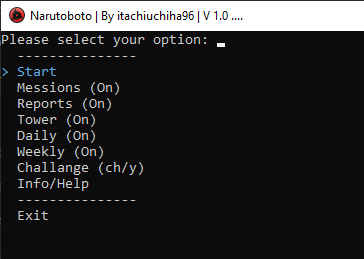 Narutoboto | By itachiuchiha96 | V 1.0 ....
Please select your option:
---------------
> Start
Messions (On)
Reports (On)
Tower (On)
Daily (On)
Weekly (On)
Challange (ch/y)
Info/Help
---------------
Exit